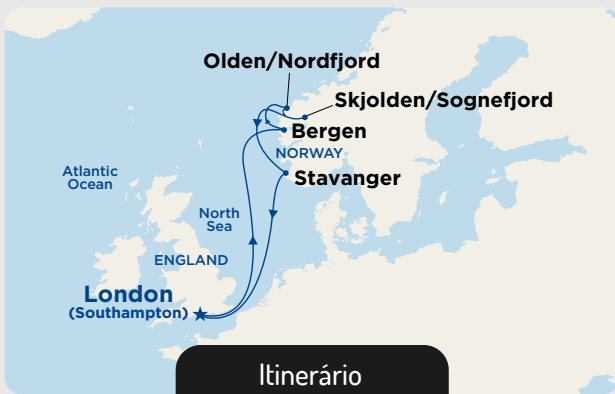 Olden/Nordfjord
Skjolden/Sognefjord
Bergen
NORWAY
Stavanger
Atlantic
Ocean
North
Sea
ENGLAND
London
(Southampton)
Itinerário